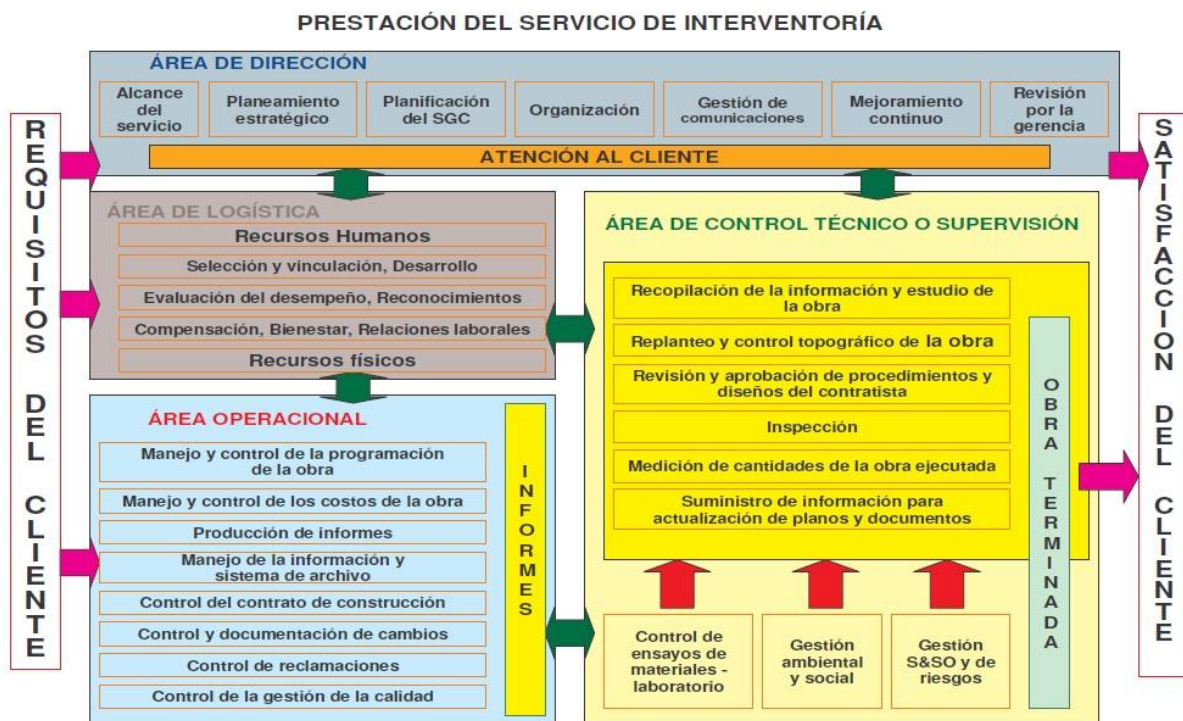 PRESTACIÓN DEL SERVICIO DE INTERVENTORÍA
REQUISITOS DEL CLIENTE
ÁREA DE DIRECCIÓN
Alcance
del
servicio
Planeamiento
estratégico
Planificación
del SGC
Organización
Gestión de
comunicaciones
Mejoramiento
continuo
Revisión
por la
gerencia
ATENCIÓN AL CLIENTE
ÁREA DE LOGÍSTICA
Recursos Humanos
Selección y vinculación, Desarrollo
Evaluación del desempeño, Reconocimientos
Compensación, Bienestar, Relaciones laborales
Recursos físicos
ÁREA OPERACIONAL
Manejo y control de la programación
de la obra
Manejo y control de los costos de la obra
Producción de informes
Manejo de la información y
sistema de archivo
Control del contrato de construcción
Control y documentación de cambios
Control de reclamaciones
Control de la gestión de la calidad
INFORMES
ÁREA DE CONTROL TÉCNICO O SUPERVISIÓN
Recopilación de la información y estudio de
la obra
Replanteo y control topográfico de la obra
Revisión y aprobación de procedimientos y
diseños del contratista
Inspección
Medición de cantidades de la obra ejecutada
Suministro de información para
actualización de planos y documentos
Control de
ensayos de
materiales -
laboratorio
Gestión
ambiental
y social
Gestión
S&SO y de
riesgos
OBRA TERMINADA
SATISFACCION DEL CLIENTE